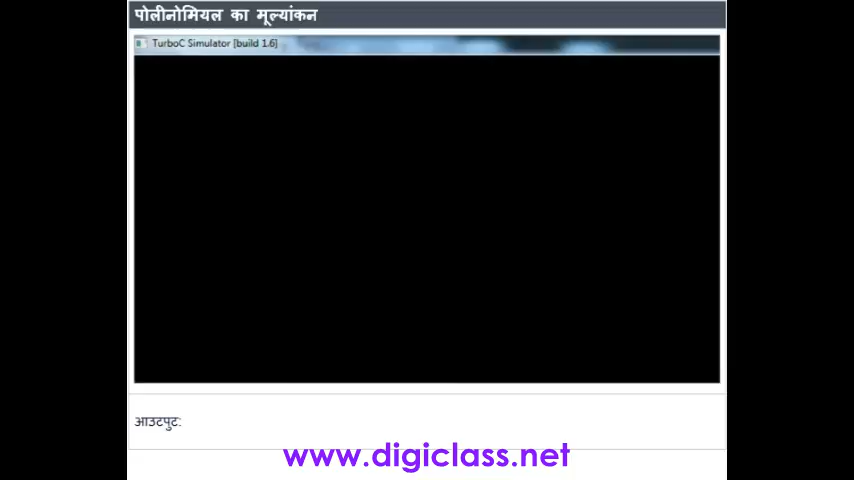 पोलीनोमियल का मूल्यांकन
TurboC Simulator [build 1.6]
आउटपुट:
www.digiclass.net